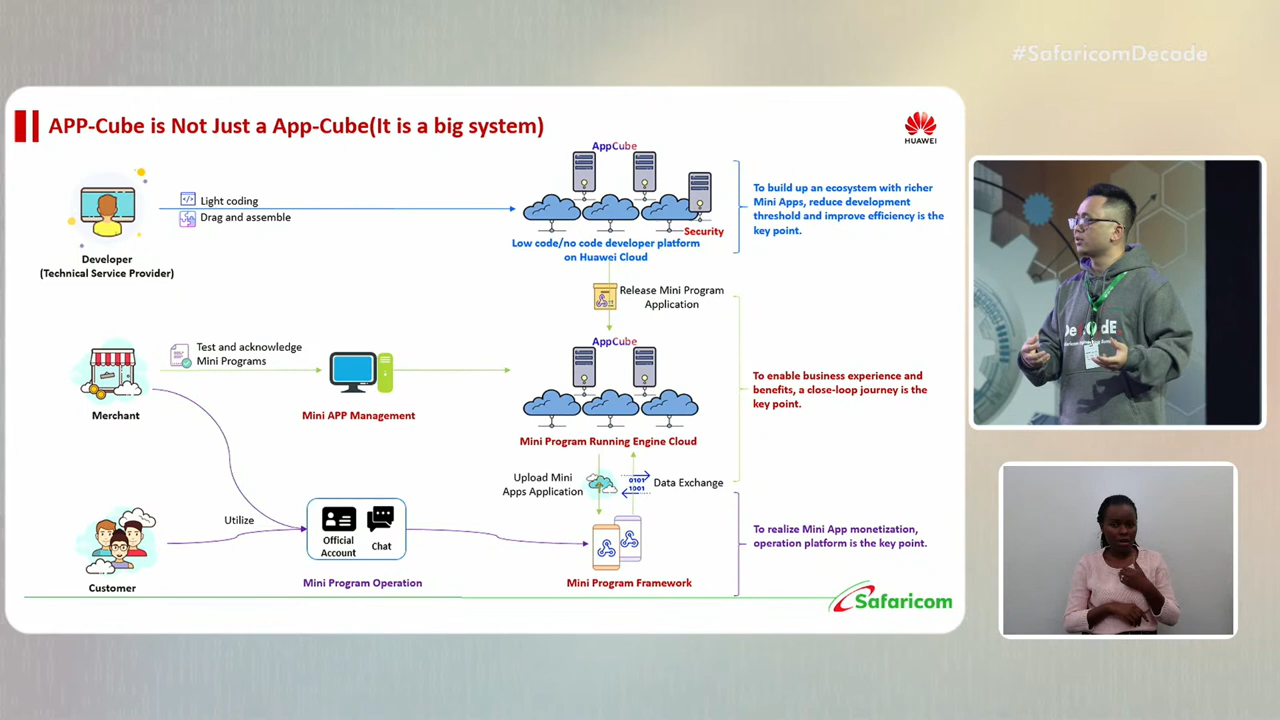 #SafaricomDecode
APP-Cube is Not Just a App-Cube(It is a big system)
HUAWEI
AppCube
Light coding
Drag and assemble
Security
Low code/no code developer platform
on Huawei Cloud
To build up an ecosystem with richer
Mini Apps, reduce development
threshold and improve efficiency is the
key point.
Developer
(Technical Service Provider)
Release Mini Program
Application
AppCube
Test and acknowledge
Mini Programs
Merchant
Mini APP Management
Mini Program Running Engine Cloud
To enable business experience and
benefits, a close-loop journey is the
key point.
Upload Mini
Apps Application
0101
1001
Data Exchange
Utilize
Official
Account
Chat
Customer
Mini Program Operation
Mini Program Framework
To realize Mini App monetization,
operation platform is the key point.
Safaricom